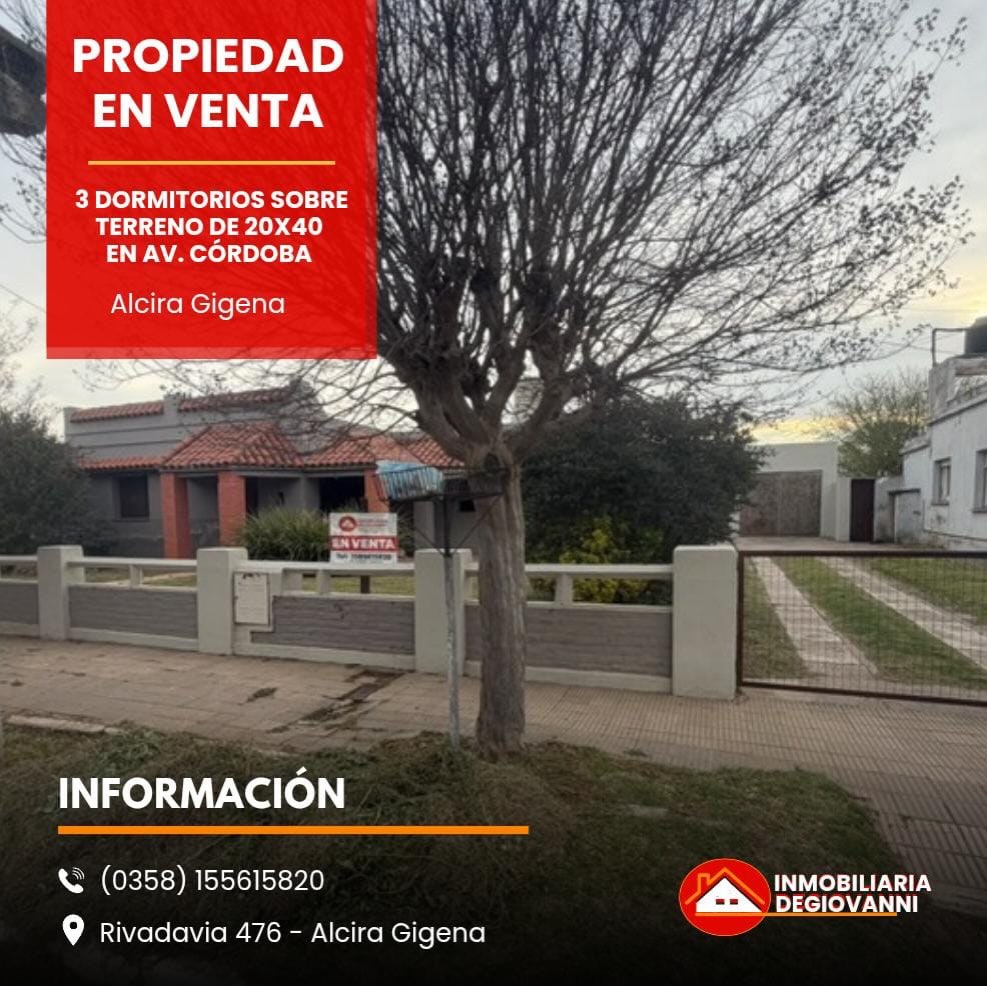 PROPIEDAD
EN VENTA
3 DORMITORIOS SOBRE
TERRENO DE 20X40
EN AV. CÓRDOBA
Alcira Gigena
EN VENTA
INFORMACIÓN
(0358) 155615820
Rivadavia 476 - Alcira Gigena
INMOBILIARIA
DEGIOVANNI